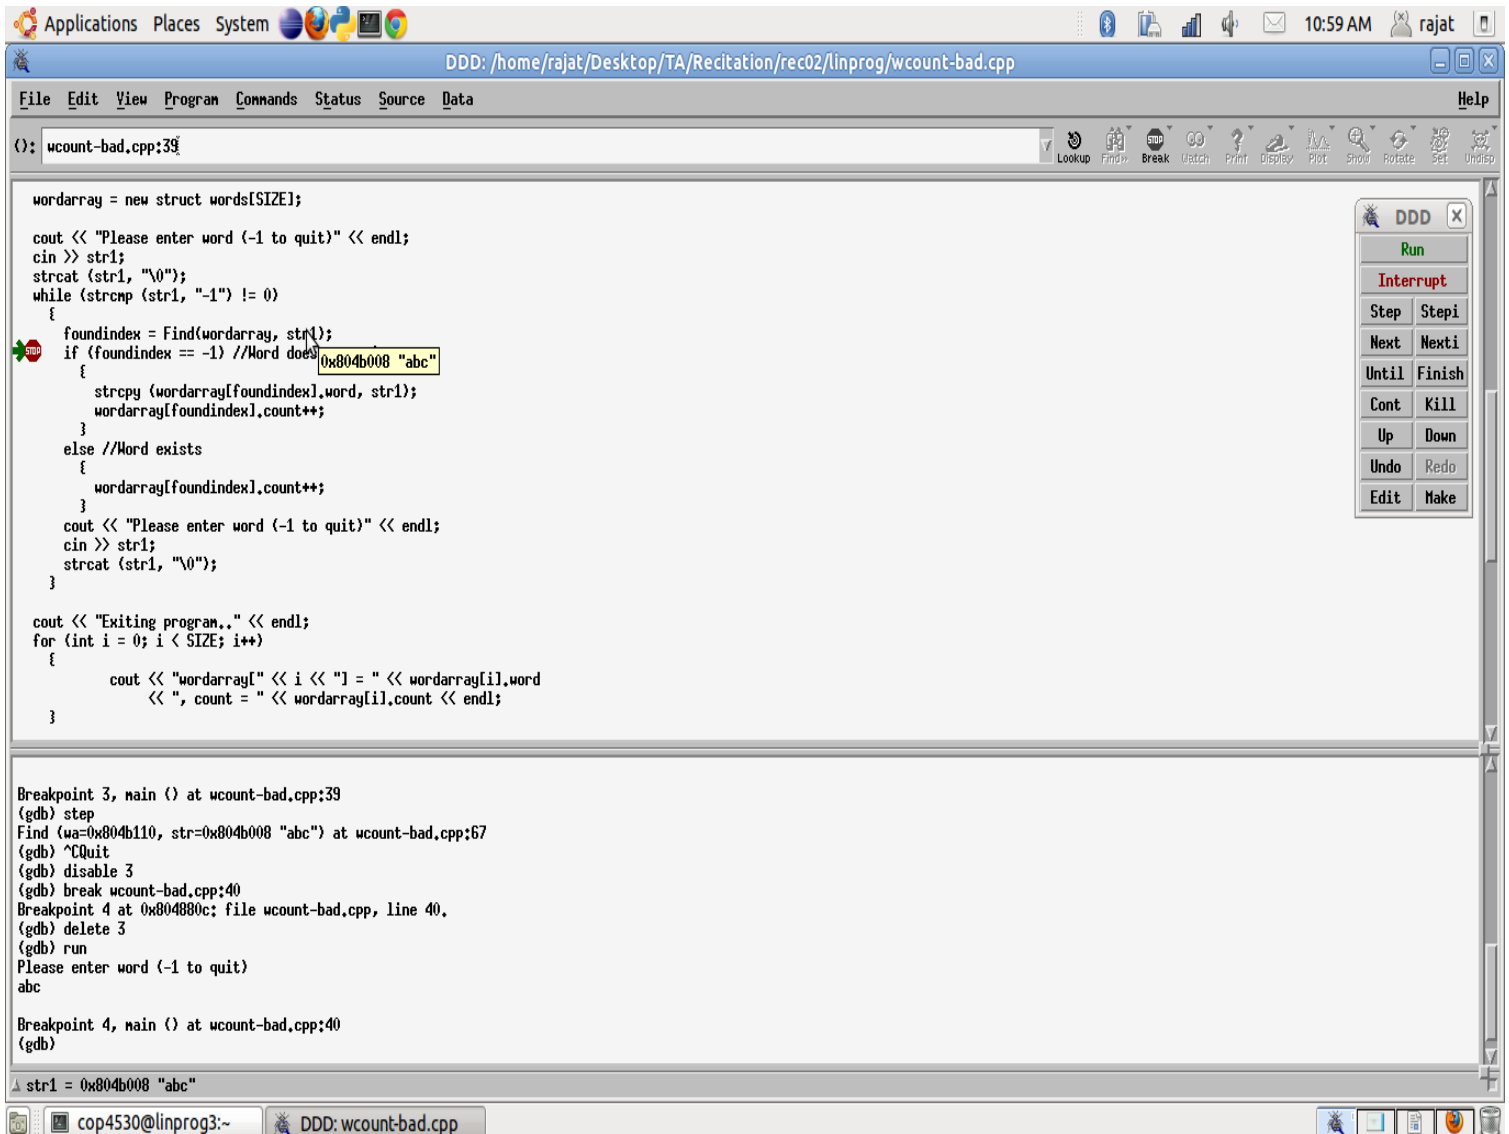 Applications Places System
10:59 AM rajat
DDD: /home/rajat/Desktop/TA/Recitation/rec02/linprog/wcount-bad.cpp
File Edit View Program Commands Status Source Data Help
(): wcount-bad.cpp:39
Lookup Find>> Break Watch Print Display Plot Show Rotate Set Undisp
wordarray = new struct words[SIZE];
cout << "Please enter word (-1 to quit)" << endl;
cin >> str1;
strcat (str1, "\0");
while (strcmp (str1, "-1") != 0)
{
foundindex = Find(wordarray, str1);
if (foundindex == -1) //Word does
0x804b008 "abc"
{
strcpy (wordarray[foundindex].word, str1);
wordarray[foundindex].count++;
}
else //Word exists
{
wordarray[foundindex].count++;
}
cout << "Please enter word (-1 to quit)" << endl;
cin >> str1;
strcat (str1, "\0");
}
cout << "Exiting program.." << endl;
for (int i = 0; i < SIZE; i++)
{
cout << "wordarray[" << i << "] = " << wordarray[i].word
<< ", count = " << wordarray[i].count << endl;
}
STOP
DDD X
Run
Interrupt
Step Stepi
Next Nexti
Until Finish
Cont Kill
Up Down
Undo Redo
Edit Make
Breakpoint 3, main () at wcount-bad.cpp:39
(gdb) step
Find (wa=0x804b110, str=0x804b008 "abc") at wcount-bad.cpp:67
(gdb) ^CQuit
(gdb) disable 3
(gdb) break wcount-bad.cpp:40
Breakpoint 4 at 0x804880c: file wcount-bad.cpp, line 40.
(gdb) delete 3
(gdb) run
Please enter word (-1 to quit)
abc
Breakpoint 4, main () at wcount-bad.cpp:40
(gdb)
str1 = 0x804b008 "abc"
cop4530@linprog3:~ DDD: wcount-bad.cpp